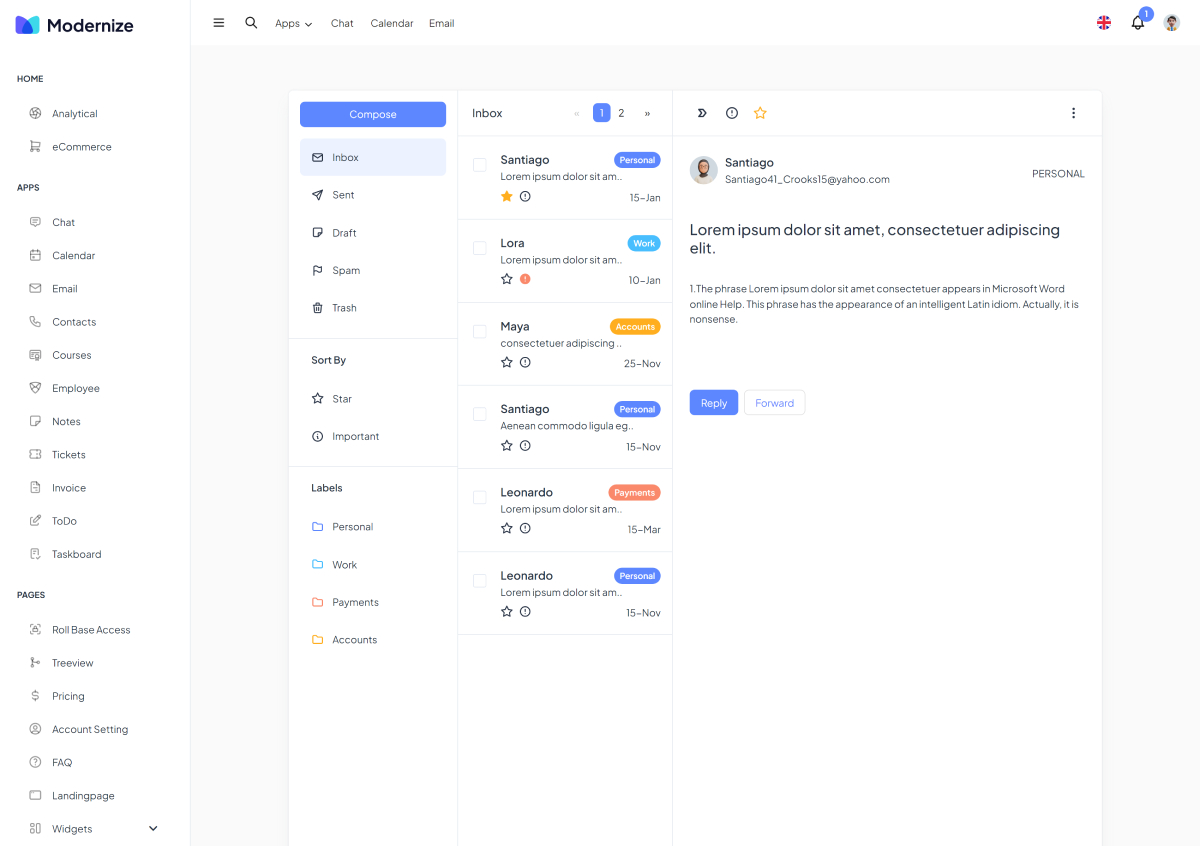 Modernize
Apps
Chat
Calendar
Email
1
HOME
Analytical
eCommerce
APPS
Chat
Calendar
Email
Contacts
Courses
Employee
Notes
Tickets
Invoice
ToDo
Taskboard
PAGES
Roll Base Access
Treeview
Pricing
Account Setting
FAQ
Landingpage
Widgets
Compose
Inbox
Sent
Draft
Spam
Trash
Sort By
Star
Important
Labels
Personal
Work
Payments
Accounts
Inbox
« 1 2 »
Santiago Personal
Lorem ipsum dolor sit am..
15-Jan
Lora Work
Lorem ipsum dolor sit am..
10-Jan
Maya Accounts
consectetuer adipiscing ..
25-Nov
Santiago Personal
Aenean commodo ligula eg..
15-Nov
Leonardo Payments
Lorem ipsum dolor sit am..
15-Mar
Leonardo Personal
Lorem ipsum dolor sit am..
15-Nov
Santiago
Santiago41_Crooks15@yahoo.com
PERSONAL
Lorem ipsum dolor sit amet, consectetuer adipiscing
elit.
1.The phrase Lorem ipsum dolor sit amet consectetuer appears in Microsoft Word
online Help. This phrase has the appearance of an intelligent Latin idiom. Actually, it is
nonsense.
Reply
Forward